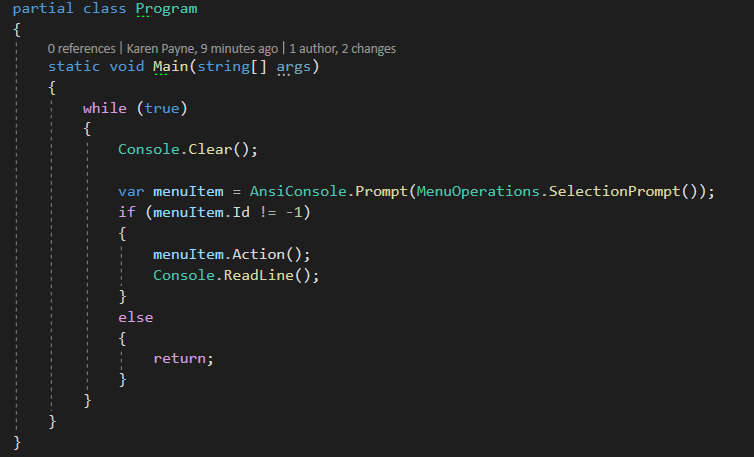 partial class Program
{
0 references | Karen Payne, 9 minutes ago | 1 author, 2 changes
static void Main(string[] args)
{
while (true)
{
Console.Clear();
var menuItem = AnsiConsole.Prompt(MenuOperations.SelectionPrompt());
if (menuItem.Id != -1)
{
menuItem.Action();
Console.ReadLine();
}
else
{
return;
}
}
}
}